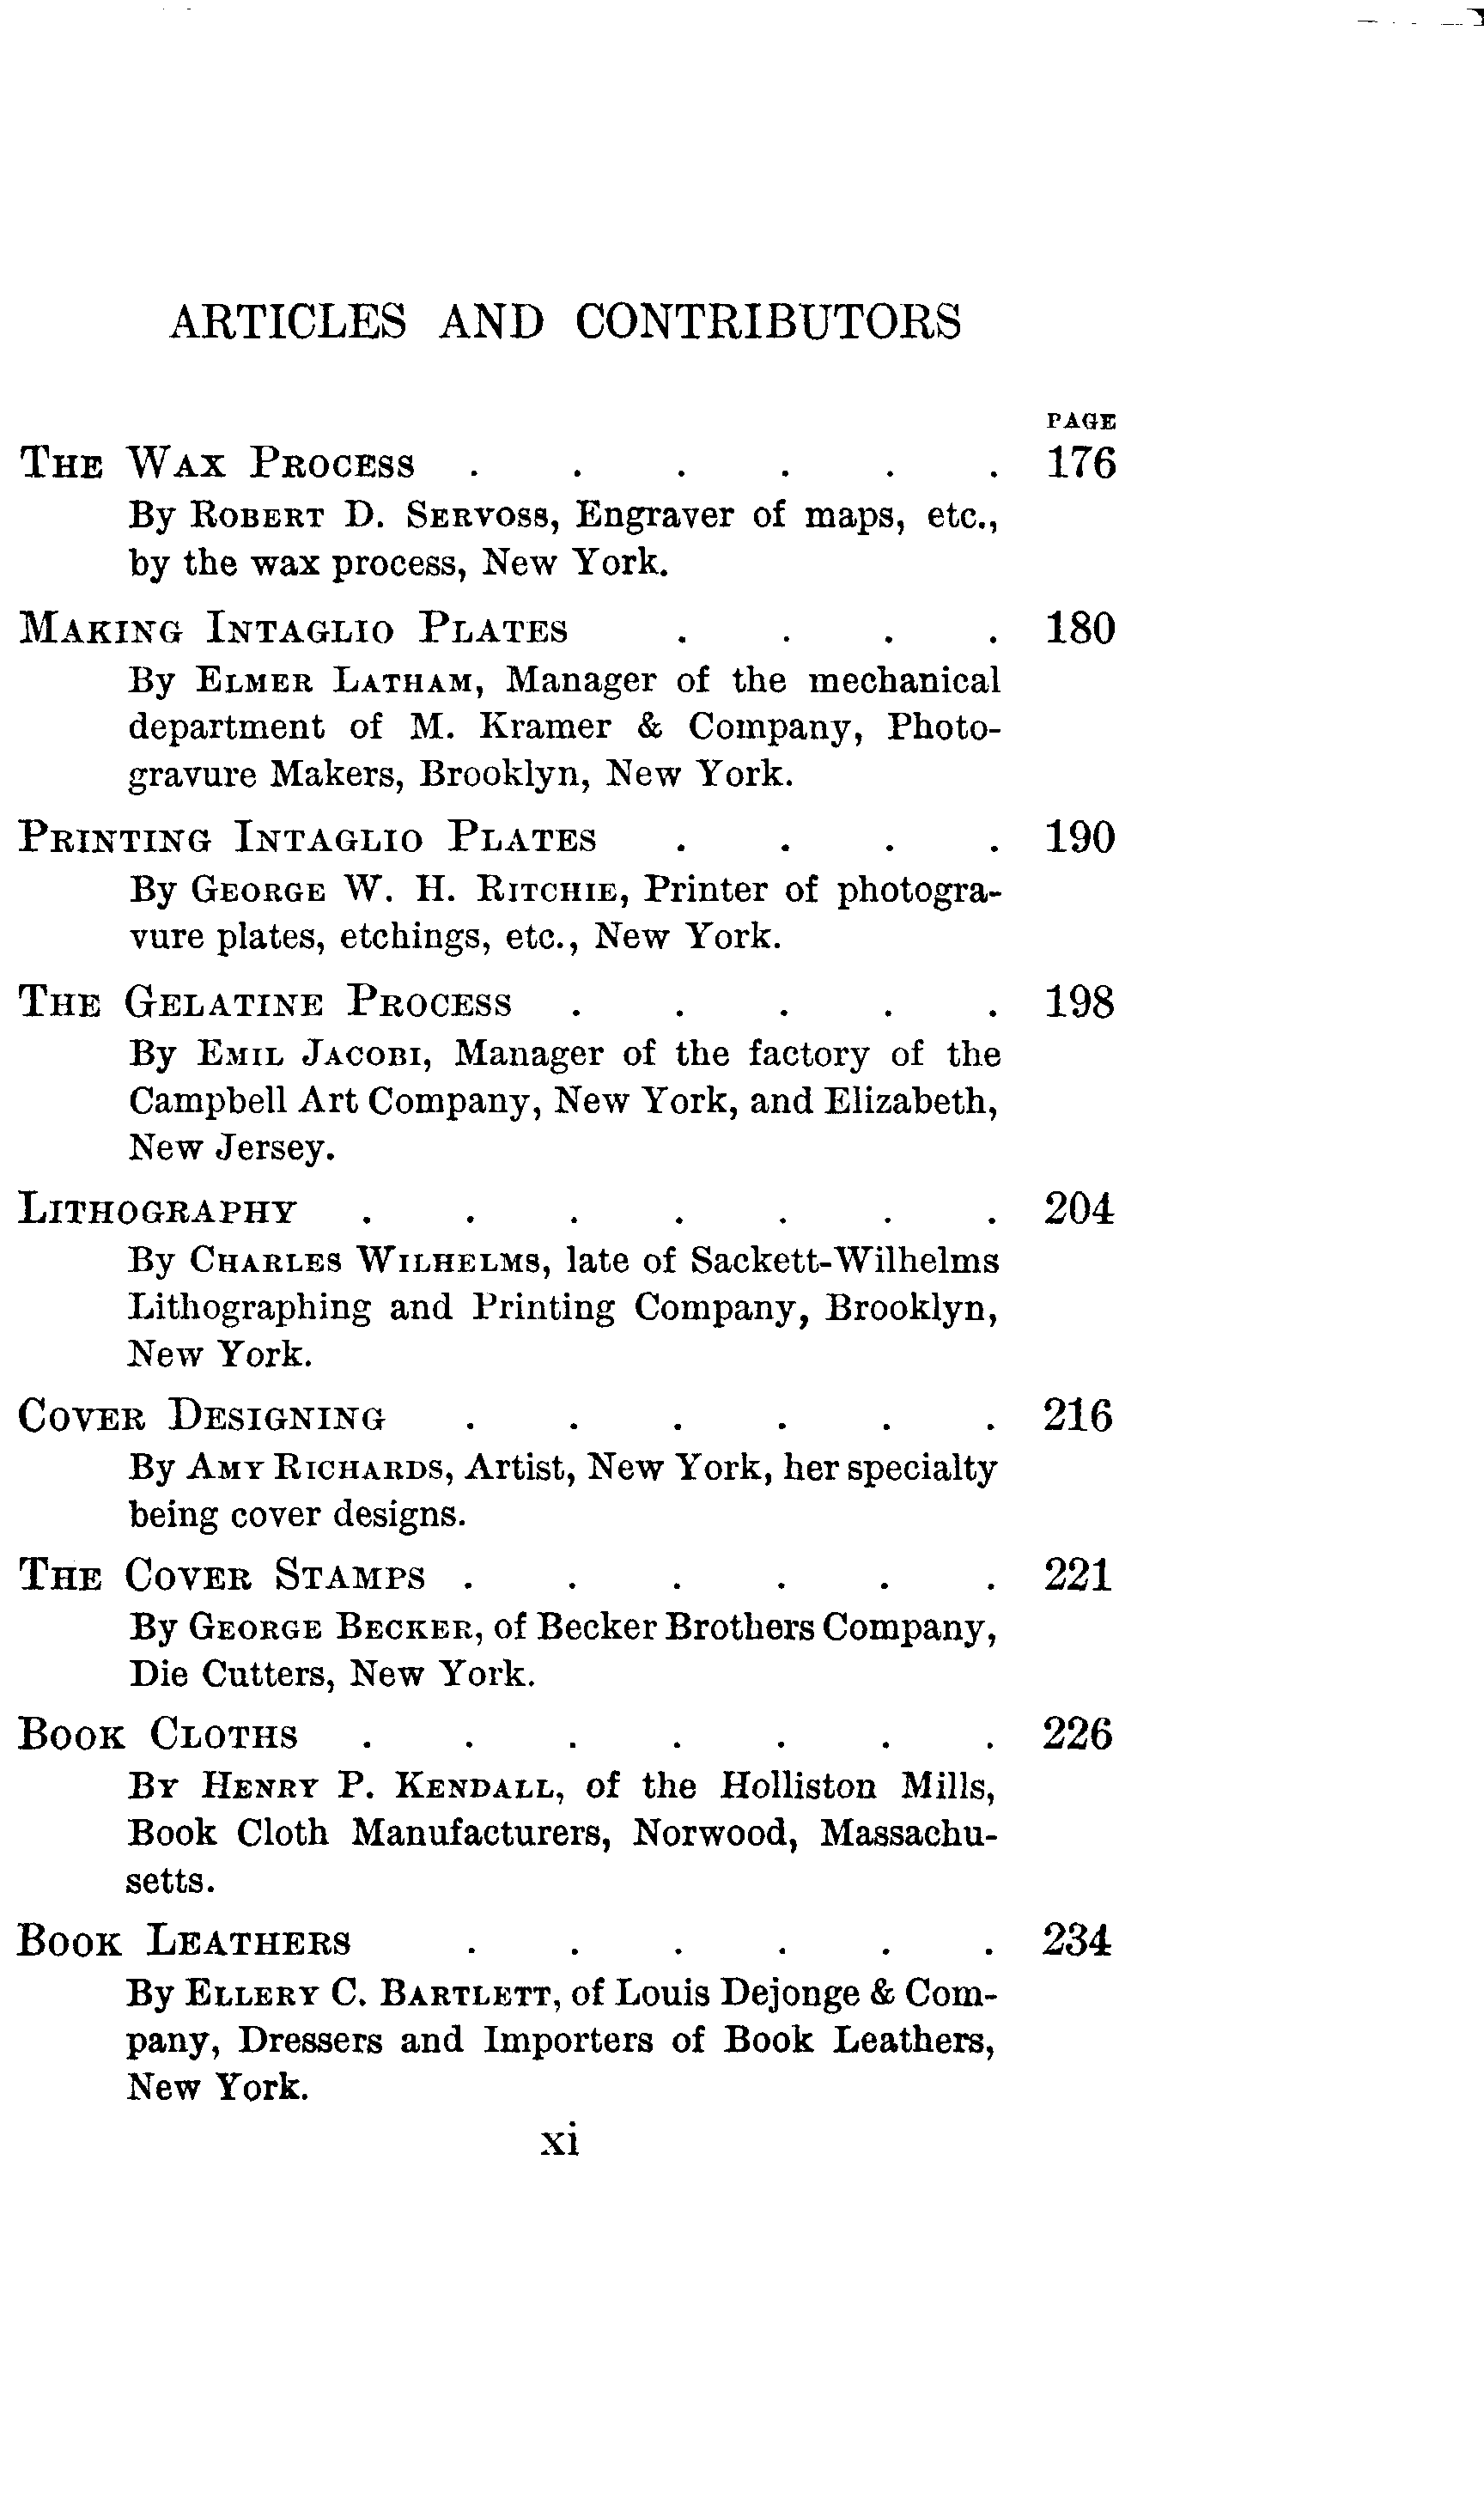 ARTICLES AND CONTRIBUTORS
PAGE
THE WAX PROCESS . . . . . . 176
By ROBERT D. SERVOSS, Engraver of maps, etc.,
by the wax process, New York.
MAKING INTAGLIO PLATES . . . . 180
By ELMER LATHAM, Manager of the mechanical
department of M. Kramer & Company, Photo-
gravure Makers, Brooklyn, New York.
PRINTING INTAGLIO PLATES . . . . 190
By GEORGE W. H. RITCHIE, Printer of photogra-
vure plates, etchings, etc., New York.
THE GELATINE PROCESS . . . . . 198
By EMIL JACOBI, Manager of the factory of the
Campbell Art Company, New York, and Elizabeth,
New Jersey.
LITHOGRAPHY . . . . . . . 204
By CHARLES WILHELMS, late of Sackett-Wilhelms
Lithographing and Printing Company, Brooklyn,
New York.
COVER DESIGNING . . . . . . 216
By AMY RICHARDS, Artist, New York, her specialty
being cover designs.
THE COVER STAMPS . . . . . . 221
By GEORGE BECKER, of Becker Brothers Company,
Die Cutters, New York.
BOOK CLOTHS . . . . . . . 226
BY HENRY P. KENDALL, of the Holliston Mills,
Book Cloth Manufacturers, Norwood, Massachu-
setts.
BOOK LEATHERS . . . . . . 234
By ELLERY C. BARTLETT, of Louis Dejonge & Com-
pany, Dressers and Importers of Book Leathers,
New York.
xi